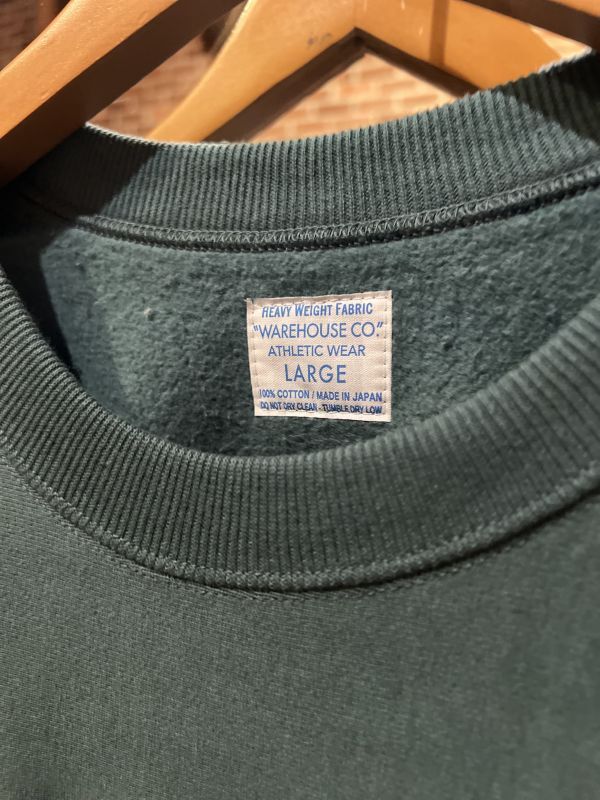 HEAVY WEIGHT FABRIC
"WAREHOUSE CO."
ATHLETIC WEAR
LARGE
100% COTTON / MADE IN JAPAN
DO NOT DRY CLEAN - TUMBLE DRY LOW